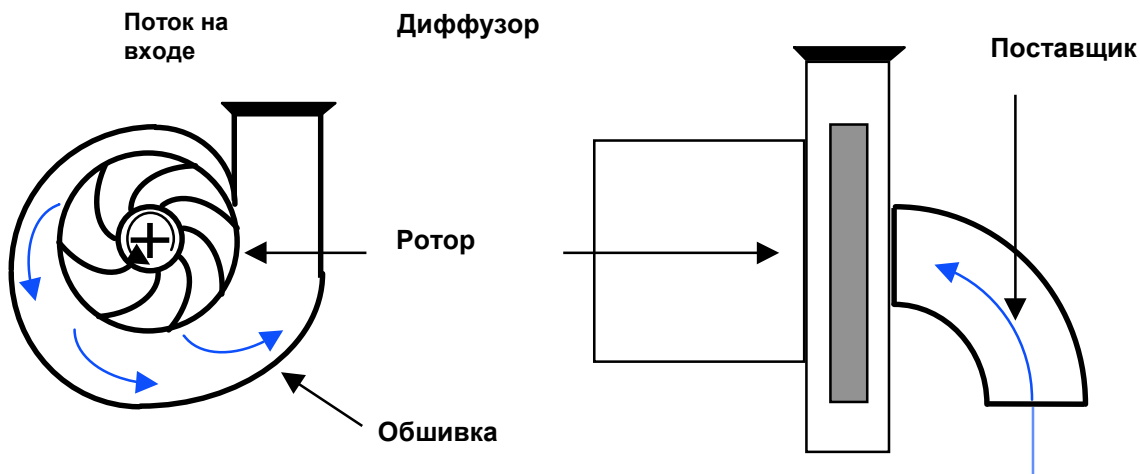 Поток на
входе
Диффузор
Поставщик
Ротор
Обшивка